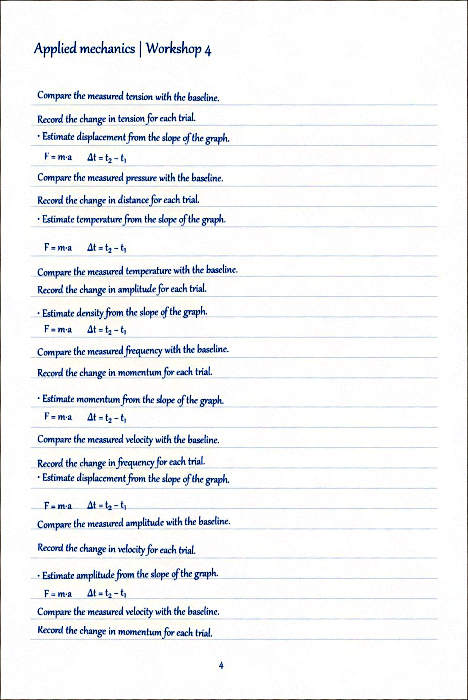 Applied mechanics | Workshop 4
Compare the measured tension with the baseline.
Record the change in tension for each trial.
· Estimate displacement from the slope of the graph.
F = m·a Δt = t₂ − t₁
Compare the measured pressure with the baseline.
Record the change in distance for each trial.
· Estimate temperature from the slope of the graph.
F = m·a Δt = t₂ − t₁
Compare the measured temperature with the baseline.
Record the change in amplitude for each trial.
· Estimate density from the slope of the graph.
F = m·a Δt = t₂ − t₁
Compare the measured frequency with the baseline.
Record the change in momentum for each trial.
· Estimate momentum from the slope of the graph.
F = m·a Δt = t₂ − t₁
Compare the measured velocity with the baseline.
Record the change in frequency for each trial.
· Estimate displacement from the slope of the graph.
F = m·a Δt = t₂ − t₁
Compare the measured amplitude with the baseline.
Record the change in velocity for each trial.
· Estimate amplitude from the slope of the graph.
F = m·a Δt = t₂ − t₁
Compare the measured velocity with the baseline.
Record the change in momentum for each trial.
4